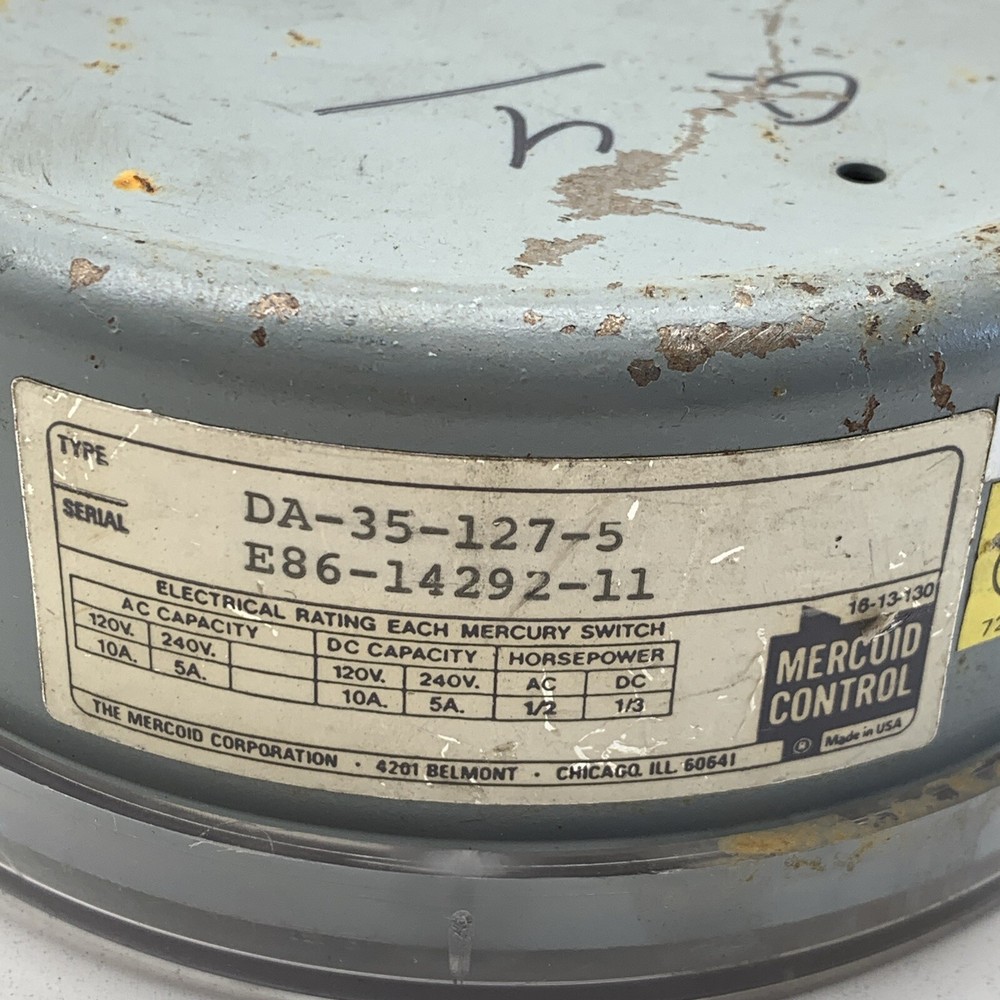 TYPE DA-35-127-5
SERIAL E86-14292-11
16-13-130
ELECTRICAL RATING EACH MERCURY SWITCH
AC CAPACITY DC CAPACITY HORSEPOWER
120V. 240V. 120V. 240V. AC DC
10A. 5A. 10A. 5A. 1/2 1/3
MERCOID
CONTROL
Made in USA
THE MERCOID CORPORATION · 4201 BELMONT · CHICAGO, ILL. 60641